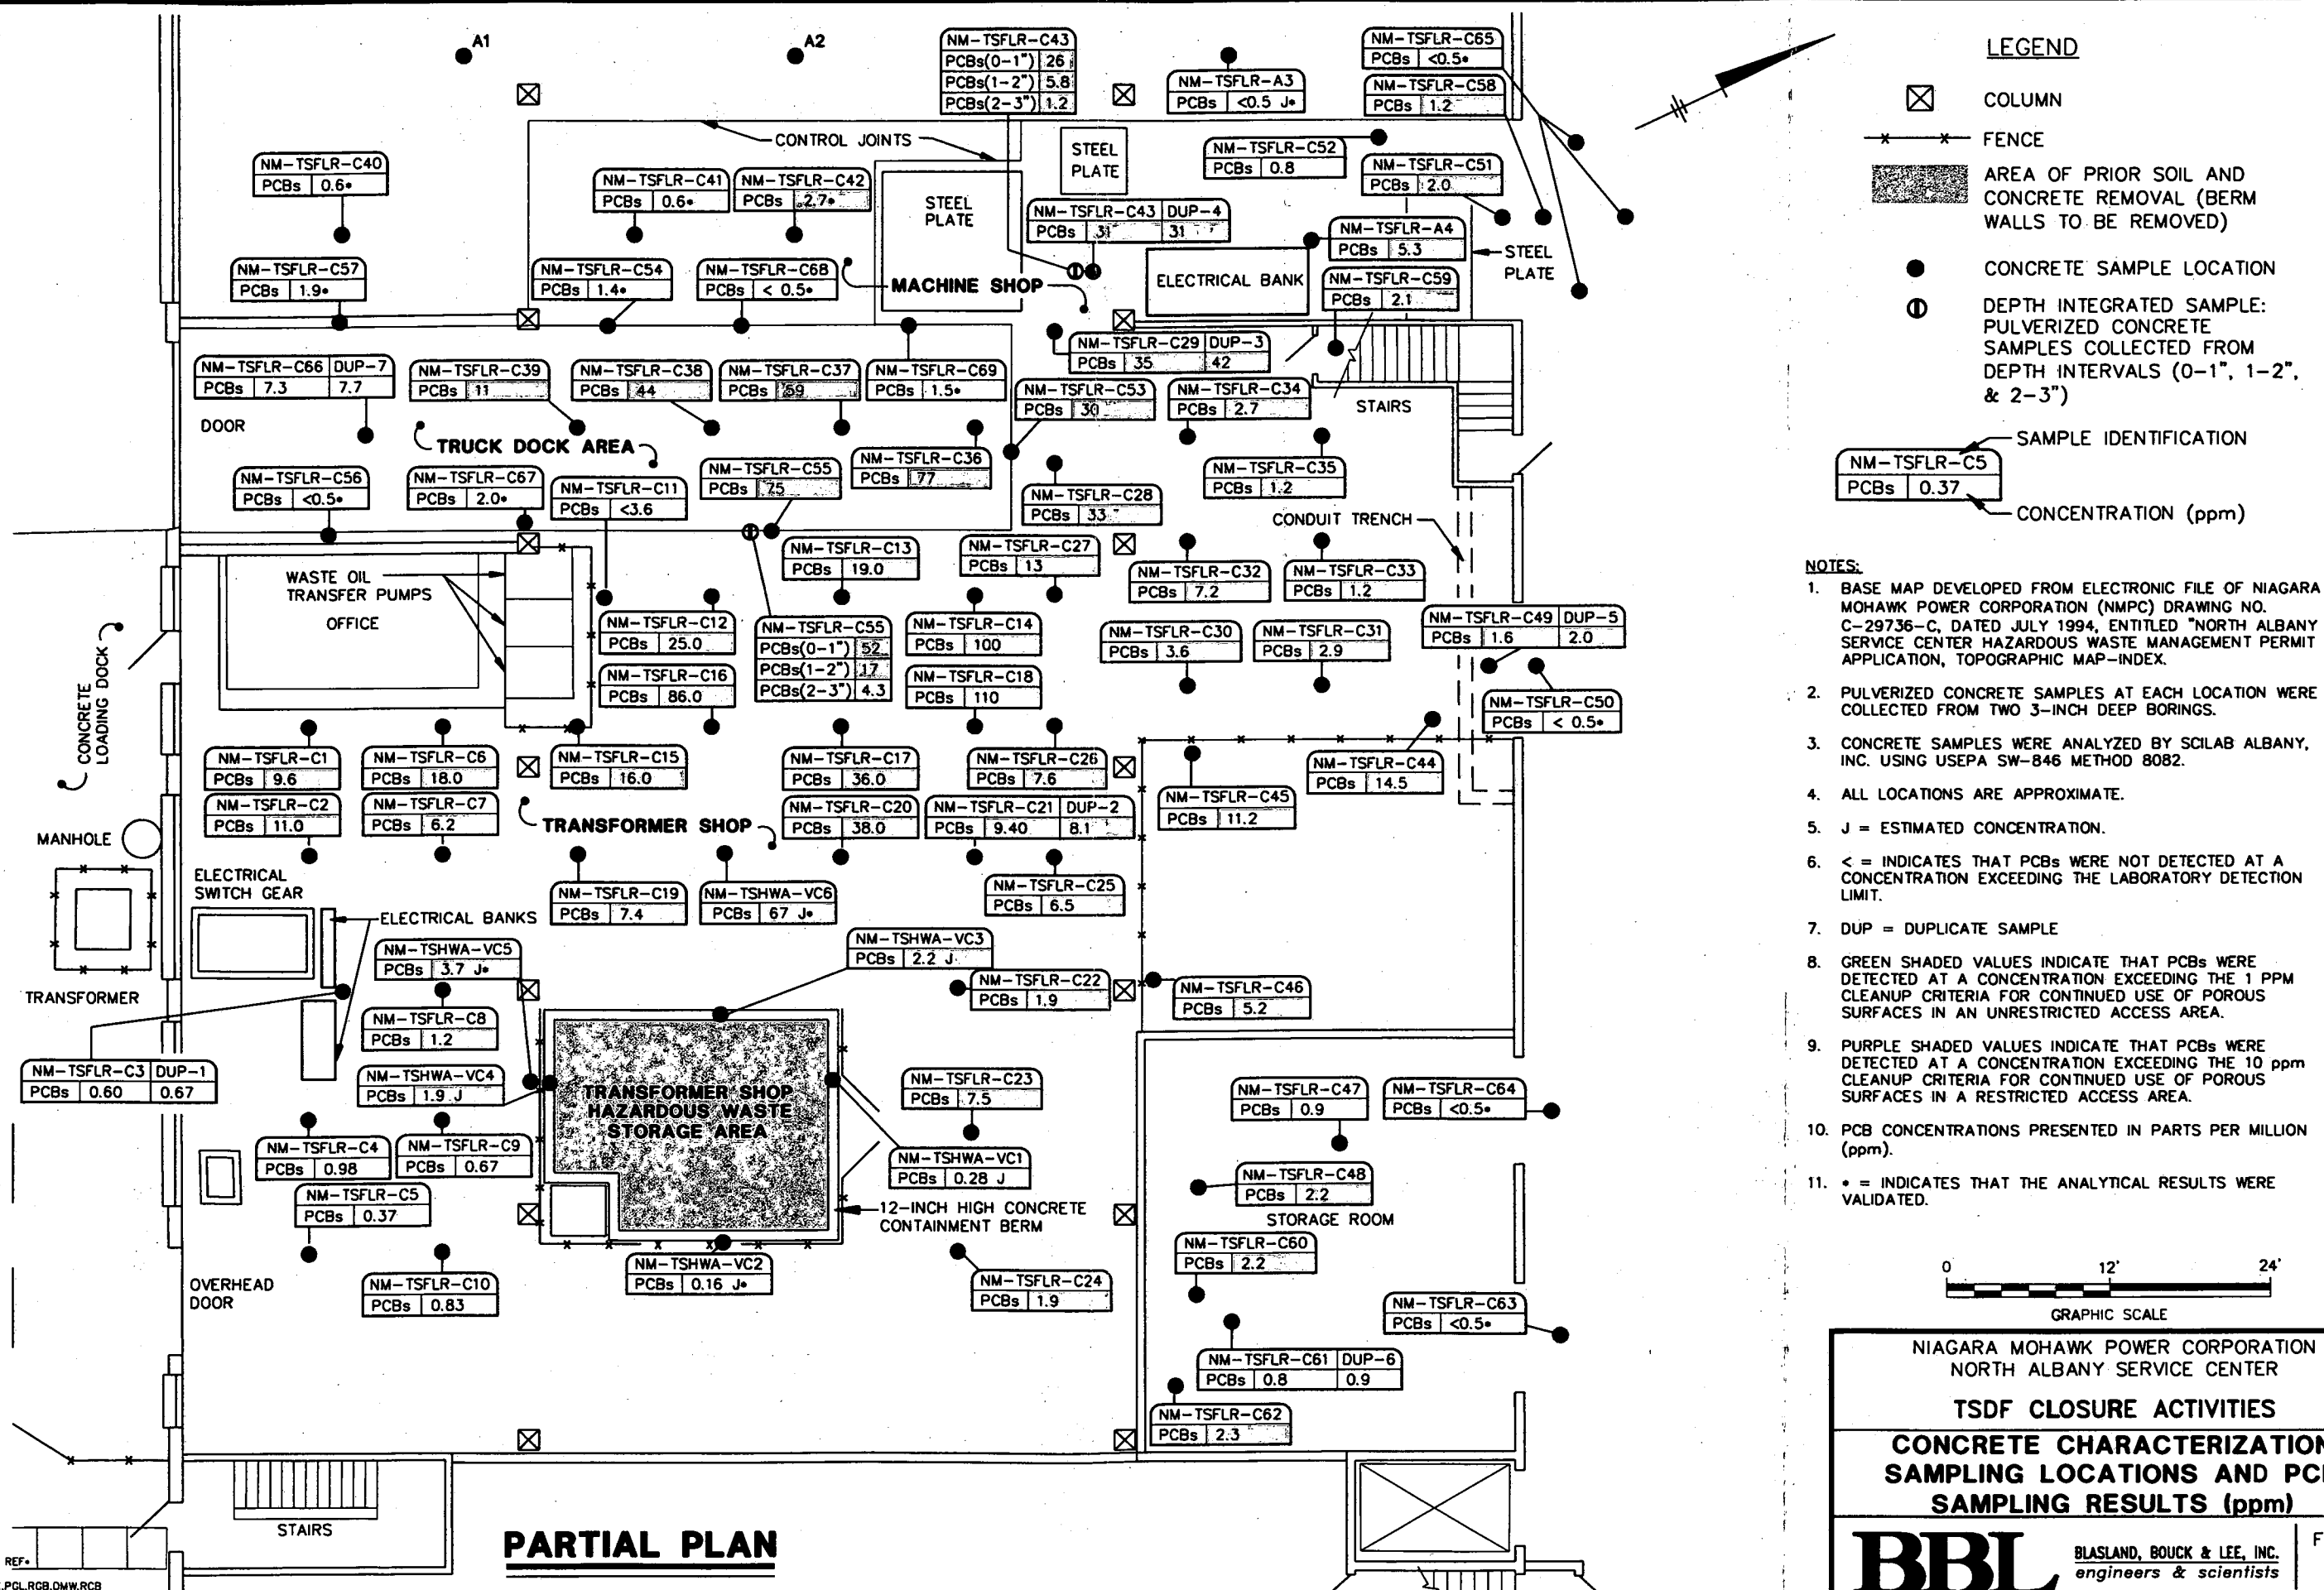 A1
A2
NM-TSFLR-C43
PCBs(0-1") 26
PCBs(1-2") 5.8
PCBs(2-3") 1.2
NM-TSFLR-A3
PCBs <0.5 J*
NM-TSFLR-C65
PCBs <0.5*
NM-TSFLR-C58
PCBs 1.2
CONTROL JOINTS
STEEL
PLATE
NM-TSFLR-C52
PCBs 0.8
NM-TSFLR-C51
PCBs 2.0
NM-TSFLR-C40
PCBs 0.6*
NM-TSFLR-C41
PCBs 0.6*
NM-TSFLR-C42
PCBs 2.7*
STEEL
PLATE
NM-TSFLR-C43 DUP-4
PCBs 31 31
NM-TSFLR-A4
PCBs 5.3
STEEL
PLATE
NM-TSFLR-C57
PCBs 1.9*
NM-TSFLR-C54
PCBs 1.4*
NM-TSFLR-C68
PCBs < 0.5*
MACHINE SHOP
ELECTRICAL BANK
NM-TSFLR-C59
PCBs 2.1
NM-TSFLR-C66 DUP-7
PCBs 7.3 7.7
NM-TSFLR-C39
PCBs 11
NM-TSFLR-C38
PCBs 44
NM-TSFLR-C37
PCBs 59
NM-TSFLR-C69
PCBs 1.5*
NM-TSFLR-C29 DUP-3
PCBs 35 42
NM-TSFLR-C53
PCBs 30
NM-TSFLR-C34
PCBs 2.7
STAIRS
DOOR
TRUCK DOCK AREA
NM-TSFLR-C56
PCBs <0.5*
NM-TSFLR-C67
PCBs 2.0*
NM-TSFLR-C11
PCBs <3.6
NM-TSFLR-C55
PCBs 75
NM-TSFLR-C36
PCBs 77
NM-TSFLR-C28
PCBs 33
NM-TSFLR-C35
PCBs 1.2
CONDUIT TRENCH
WASTE OIL
TRANSFER PUMPS
OFFICE
NM-TSFLR-C13
PCBs 19.0
NM-TSFLR-C27
PCBs 13
NM-TSFLR-C32
PCBs 7.2
NM-TSFLR-C33
PCBs 1.2
NM-TSFLR-C12
PCBs 25.0
NM-TSFLR-C55
PCBs(0-1") 52
PCBs(1-2") 17
PCBs(2-3") 4.3
NM-TSFLR-C14
PCBs 100
NM-TSFLR-C30
PCBs 3.6
NM-TSFLR-C31
PCBs 2.9
NM-TSFLR-C49 DUP-5
PCBs 1.6 2.0
NM-TSFLR-C16
PCBs 86.0
NM-TSFLR-C18
PCBs 110
NM-TSFLR-C50
PCBs < 0.5*
CONCRETE
LOADING DOCK
NM-TSFLR-C1
PCBs 9.6
NM-TSFLR-C6
PCBs 18.0
NM-TSFLR-C15
PCBs 16.0
NM-TSFLR-C17
PCBs 36.0
NM-TSFLR-C26
PCBs 7.6
NM-TSFLR-C44
PCBs 14.5
NM-TSFLR-C2
PCBs 11.0
NM-TSFLR-C7
PCBs 6.2
TRANSFORMER SHOP
NM-TSFLR-C20
PCBs 38.0
NM-TSFLR-C21 DUP-2
PCBs 9.40 8.1
NM-TSFLR-C45
PCBs 11.2
MANHOLE
ELECTRICAL
SWITCH GEAR
ELECTRICAL BANKS
NM-TSFLR-C19
PCBs 7.4
NM-TSHWA-VC6
PCBs 67 J*
NM-TSFLR-C25
PCBs 6.5
NM-TSHWA-VC5
PCBs 3.7 J*
NM-TSHWA-VC3
PCBs 2.2 J
NM-TSFLR-C22
PCBs 1.9
NM-TSFLR-C46
PCBs 5.2
TRANSFORMER
NM-TSFLR-C8
PCBs 1.2
NM-TSFLR-C3 DUP-1
PCBs 0.60 0.67
NM-TSHWA-VC4
PCBs 1.9 J
TRANSFORMER SHOP
HAZARDOUS WASTE
STORAGE AREA
NM-TSFLR-C23
PCBs 7.5
NM-TSFLR-C47
PCBs 0.9
NM-TSFLR-C64
PCBs <0.5*
NM-TSFLR-C4
PCBs 0.98
NM-TSFLR-C9
PCBs 0.67
NM-TSHWA-VC1
PCBs 0.28 J
NM-TSFLR-C48
PCBs 2.2
STORAGE ROOM
NM-TSFLR-C5
PCBs 0.37
12-INCH HIGH CONCRETE
CONTAINMENT BERM
NM-TSFLR-C60
PCBs 2.2
OVERHEAD
DOOR
NM-TSFLR-C10
PCBs 0.83
NM-TSHWA-VC2
PCBs 0.16 J*
NM-TSFLR-C24
PCBs 1.9
NM-TSFLR-C63
PCBs <0.5*
NM-TSFLR-C61 DUP-6
PCBs 0.8 0.9
NM-TSFLR-C62
PCBs 2.3
STAIRS
PARTIAL PLAN
REF*
,PGL,RCB,DMW,RCB
LEGEND
COLUMN
FENCE
AREA OF PRIOR SOIL AND
CONCRETE REMOVAL (BERM
WALLS TO BE REMOVED)
CONCRETE SAMPLE LOCATION
DEPTH INTEGRATED SAMPLE:
PULVERIZED CONCRETE
SAMPLES COLLECTED FROM
DEPTH INTERVALS (0-1", 1-2",
& 2-3")
SAMPLE IDENTIFICATION
NM-TSFLR-C5
PCBs 0.37
CONCENTRATION (ppm)
NOTES:
1. BASE MAP DEVELOPED FROM ELECTRONIC FILE OF NIAGARA
MOHAWK POWER CORPORATION (NMPC) DRAWING NO.
C-29736-C, DATED JULY 1994, ENTITLED "NORTH ALBANY
SERVICE CENTER HAZARDOUS WASTE MANAGEMENT PERMIT
APPLICATION, TOPOGRAPHIC MAP-INDEX.
2. PULVERIZED CONCRETE SAMPLES AT EACH LOCATION WERE
COLLECTED FROM TWO 3-INCH DEEP BORINGS.
3. CONCRETE SAMPLES WERE ANALYZED BY SCILAB ALBANY,
INC. USING USEPA SW-846 METHOD 8082.
4. ALL LOCATIONS ARE APPROXIMATE.
5. J = ESTIMATED CONCENTRATION.
6. < = INDICATES THAT PCBs WERE NOT DETECTED AT A
CONCENTRATION EXCEEDING THE LABORATORY DETECTION
LIMIT.
7. DUP = DUPLICATE SAMPLE
8. GREEN SHADED VALUES INDICATE THAT PCBs WERE
DETECTED AT A CONCENTRATION EXCEEDING THE 1 PPM
CLEANUP CRITERIA FOR CONTINUED USE OF POROUS
SURFACES IN AN UNRESTRICTED ACCESS AREA.
9. PURPLE SHADED VALUES INDICATE THAT PCBs WERE
DETECTED AT A CONCENTRATION EXCEEDING THE 10 ppm
CLEANUP CRITERIA FOR CONTINUED USE OF POROUS
SURFACES IN A RESTRICTED ACCESS AREA.
10. PCB CONCENTRATIONS PRESENTED IN PARTS PER MILLION
(ppm).
11. * = INDICATES THAT THE ANALYTICAL RESULTS WERE
VALIDATED.
0 12' 24'
GRAPHIC SCALE
NIAGARA MOHAWK POWER CORPORATION
NORTH ALBANY SERVICE CENTER
TSDF CLOSURE ACTIVITIES
CONCRETE CHARACTERIZATION
SAMPLING LOCATIONS AND PC
SAMPLING RESULTS (ppm)
BBL
BLASLAND, BOUCK & LEE, INC.
engineers & scientists
F